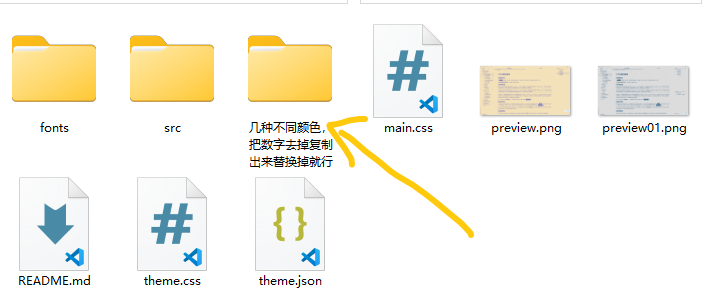 fonts
src
几种不同颜色，
把数字去掉复制
出来替换掉就行
main.css
preview.png
preview01.png
README.md
theme.css
theme.json